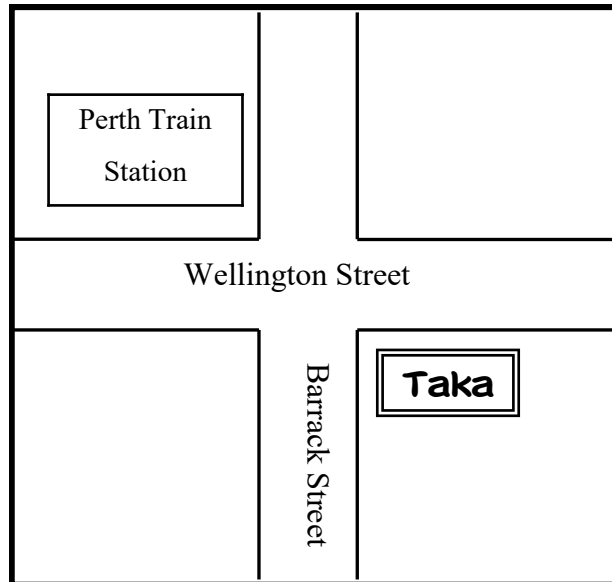 Perth Train
Station
Wellington Street
Taka
Barrack Street